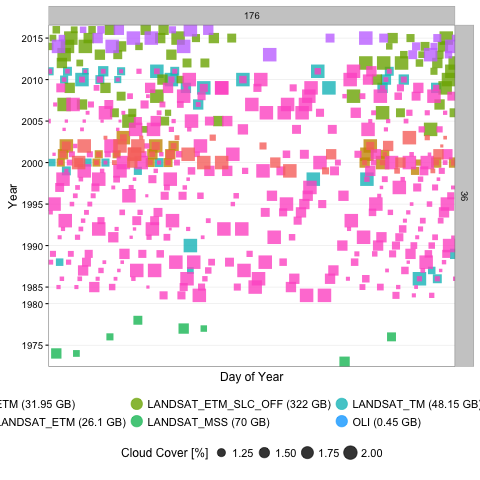 176
2015
2010
2005
2000
1995
1990
1985
1980
1975
Year
36
Day of Year
ETM (31.95 GB) LANDSAT_ETM_SLC_OFF (322 GB) LANDSAT_TM (48.15 GB)
LANDSAT_ETM (26.1 GB) LANDSAT_MSS (70 GB) OLI (0.45 GB)
Cloud Cover [%] 1.25 1.50 1.75 2.00